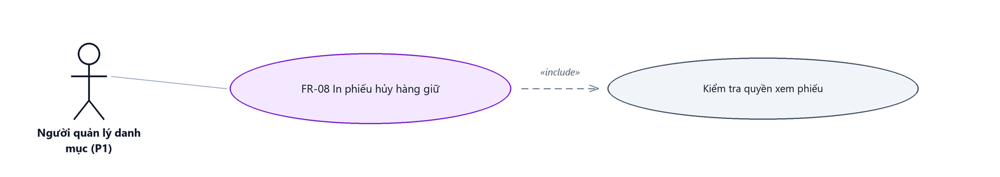 «include»
FR-08 In phiếu hủy hàng giữ
Kiểm tra quyền xem phiếu
Người quản lý danh
mục (P1)